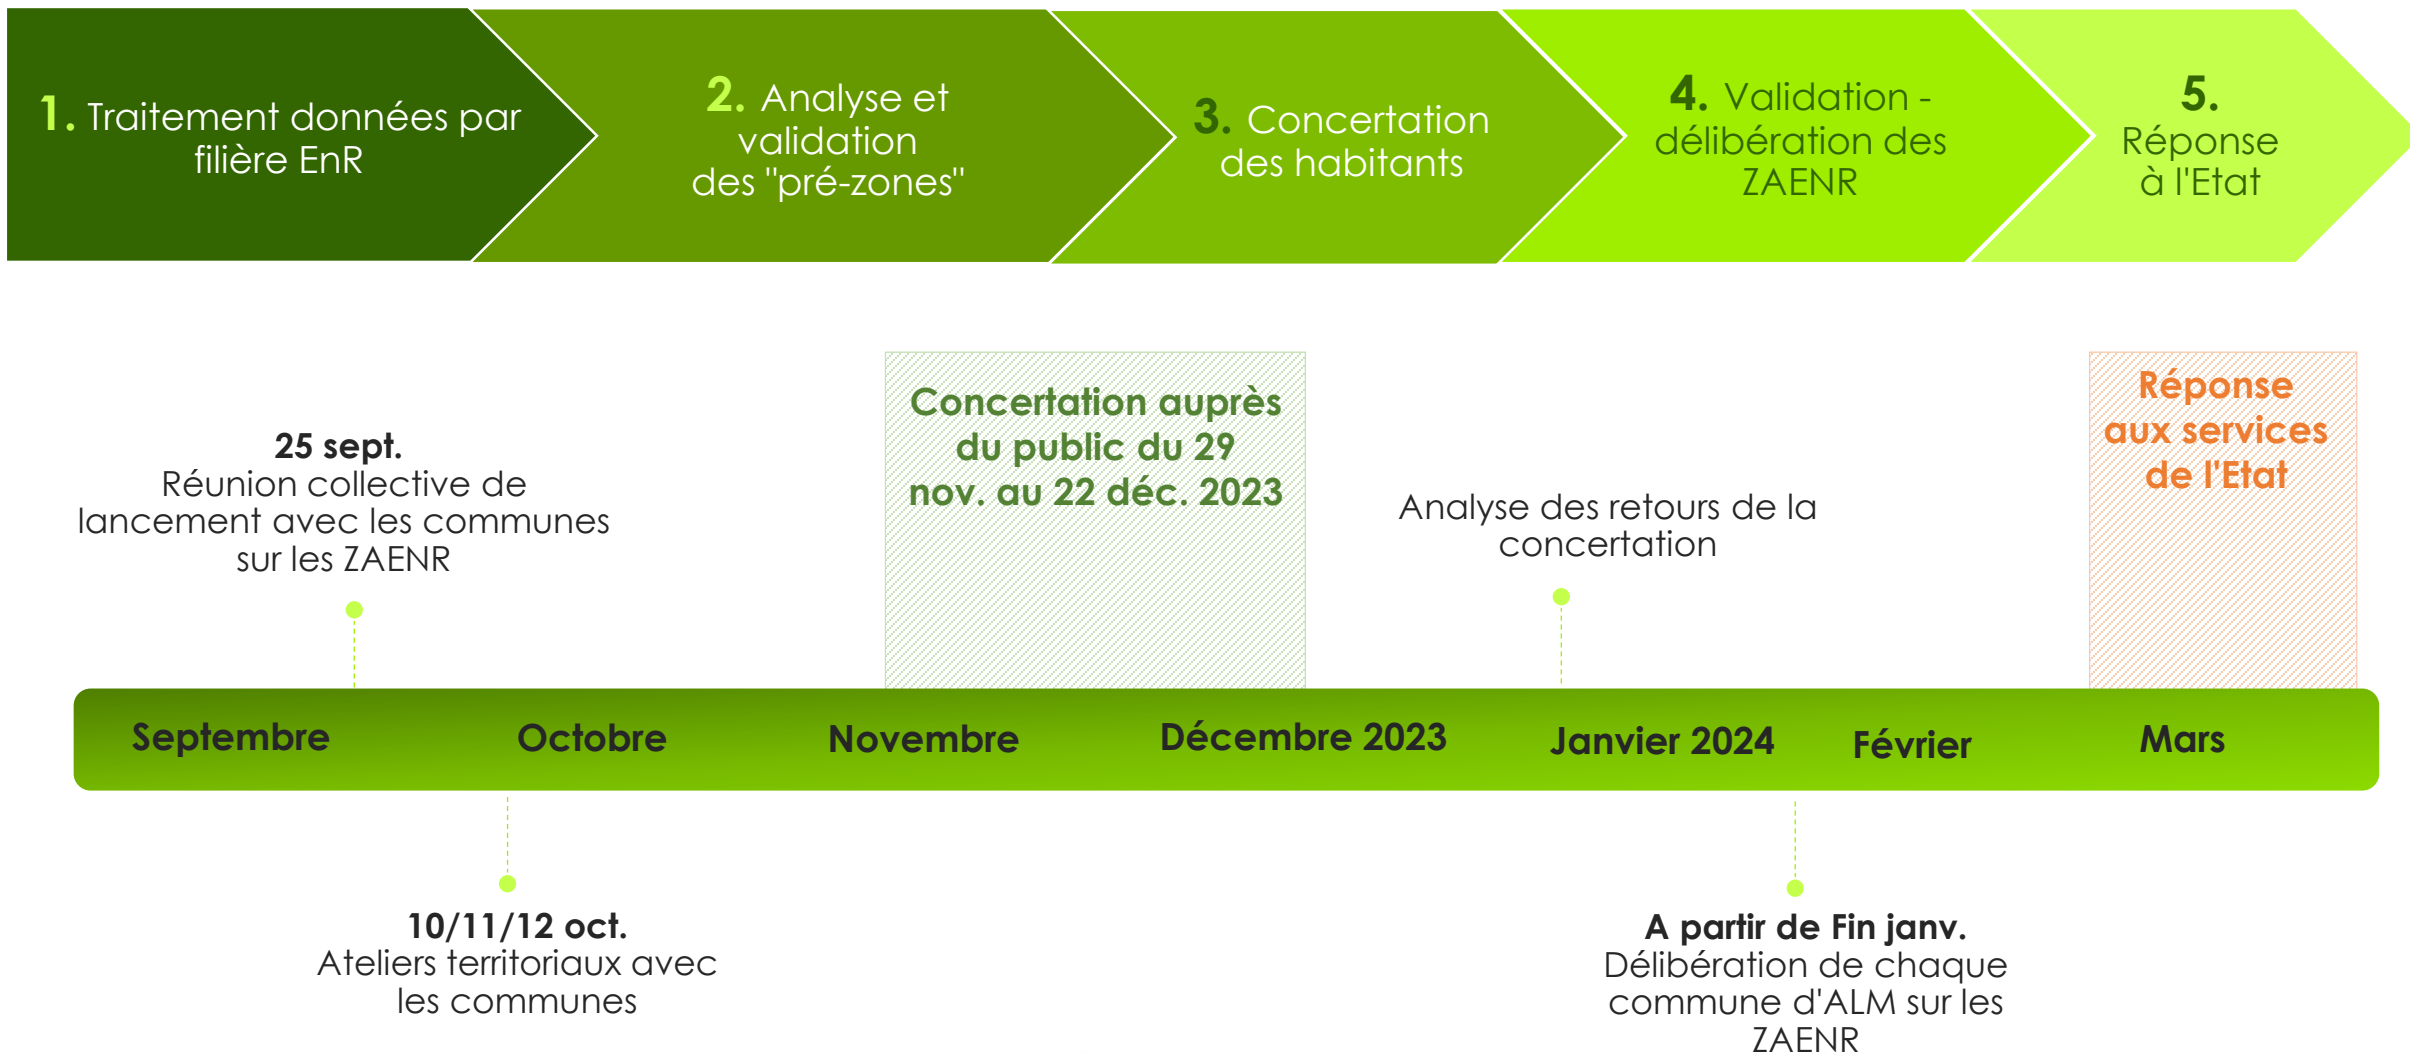 1. Traitement données par
filière EnR
2. Analyse et
validation
des "pré-zones"
3. Concertation
des habitants
4. Validation -
délibération des
ZAENR
5.
Réponse
à l'Etat
25 sept.
Réunion collective de
lancement avec les communes
sur les ZAENR
Concertation auprès
du public du 29
nov. au 22 déc. 2023
Analyse des retours de la
concertation
Réponse
aux services
de l'Etat
Septembre
Octobre
Novembre
Décembre 2023
Janvier 2024
Février
Mars
10/11/12 oct.
Ateliers territoriaux avec
les communes
A partir de Fin janv.
Délibération de chaque
commune d'ALM sur les
ZAENR